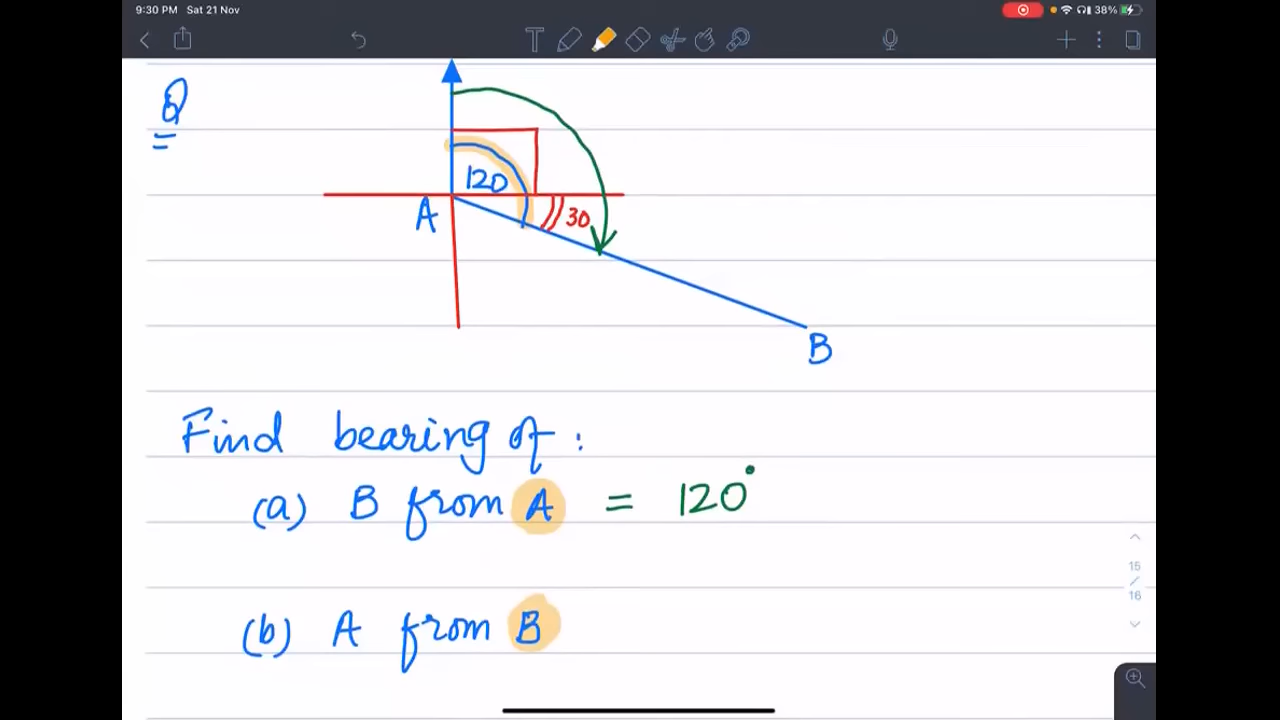 9:30 PM Sat 21 Nov 38%
T
Q
120
A
30
B
Find bearing of :
(a) B from A = 120°
15
/
16
(b) A from B